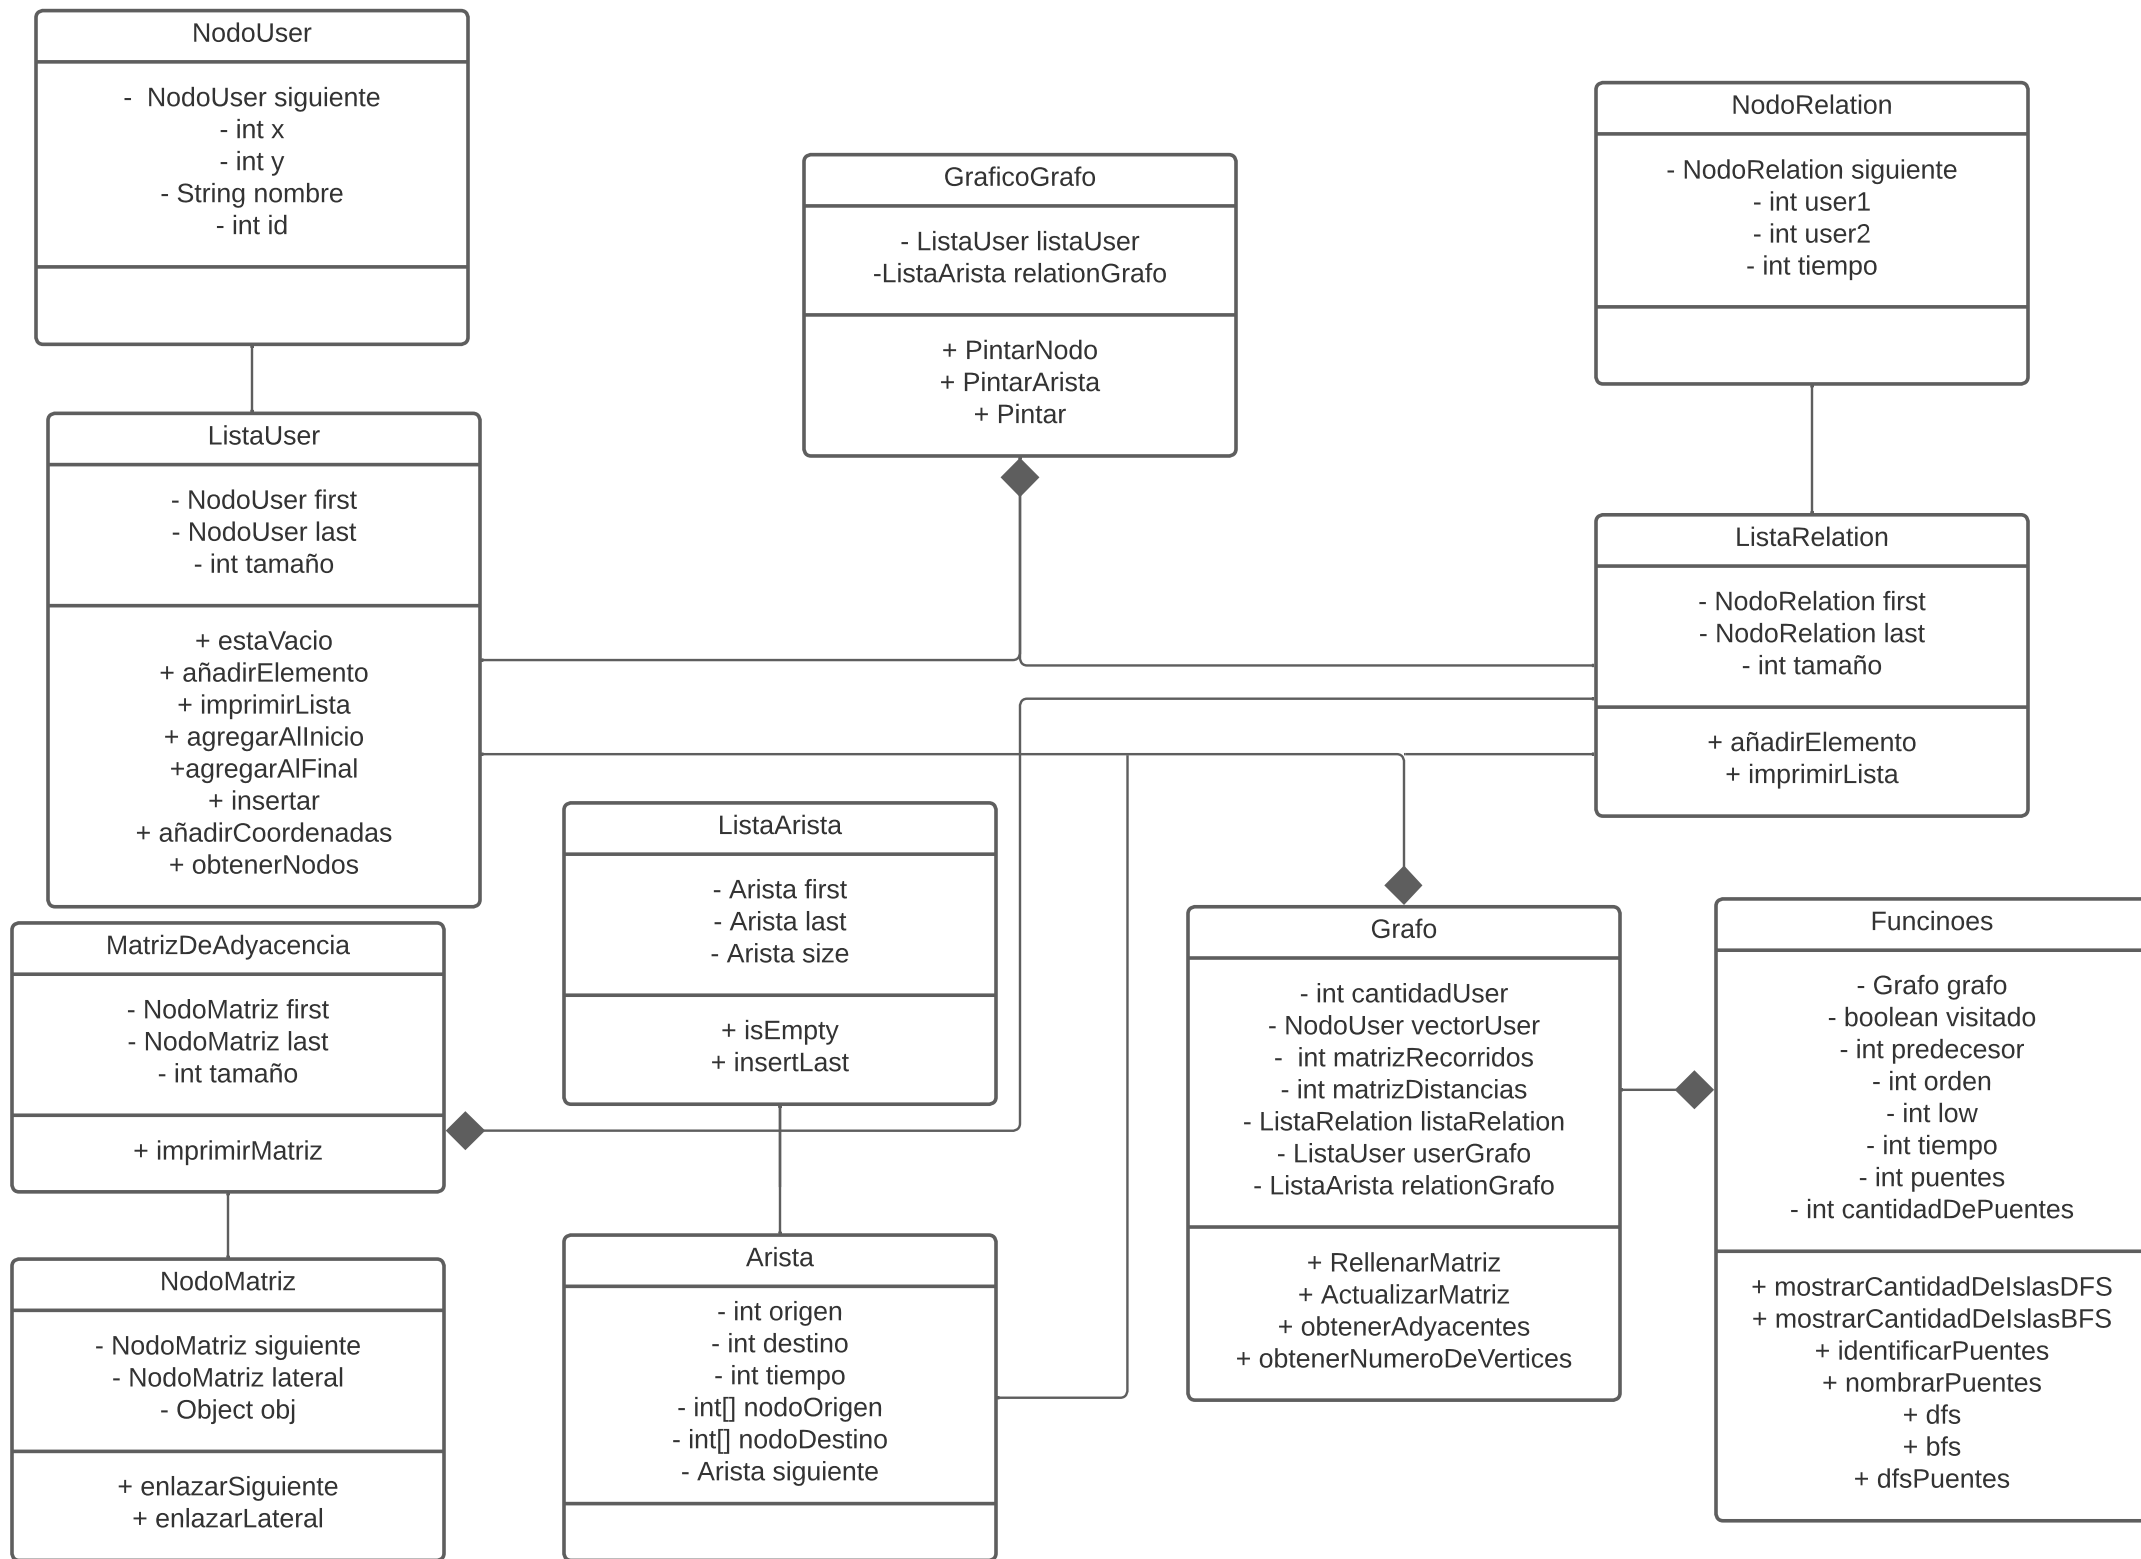 NodoUser
-  NodoUser siguiente
- int x
- int y
- String nombre
- int id
GraficoGrafo
- ListaUser listaUser
-ListaArista relationGrafo
+ PintarNodo
+ PintarArista
+ Pintar
NodoRelation
- NodoRelation siguiente
- int user1
- int user2
- int tiempo
ListaUser
- NodoUser first
- NodoUser last
- int tamaño
+ estaVacio
+ añadirElemento
+ imprimirLista
+ agregarAlInicio
+agregarAlFinal
+ insertar
+ añadirCoordenadas
+ obtenerNodos
ListaRelation
- NodoRelation first
- NodoRelation last
- int tamaño
+ añadirElemento
+ imprimirLista
ListaArista
- Arista first
- Arista last
- Arista size
+ isEmpty
+ insertLast
MatrizDeAdyacencia
- NodoMatriz first
- NodoMatriz last
- int tamaño
+ imprimirMatriz
Grafo
- int cantidadUser
- NodoUser vectorUser
-  int matrizRecorridos
- int matrizDistancias
- ListaRelation listaRelation
- ListaUser userGrafo
- ListaArista relationGrafo
+ RellenarMatriz
+ ActualizarMatriz
+ obtenerAdyacentes
+ obtenerNumeroDeVertices
Funcinoes
- Grafo grafo
- boolean visitado
- int predecesor
- int orden
- int low
- int tiempo
- int puentes
- int cantidadDePuentes
+ mostrarCantidadDeIslasDFS
+ mostrarCantidadDeIslasBFS
+ identificarPuentes
+ nombrarPuentes
+ dfs
+ bfs
+ dfsPuentes
NodoMatriz
- NodoMatriz siguiente
- NodoMatriz lateral
- Object obj
+ enlazarSiguiente
+ enlazarLateral
Arista
- int origen
- int destino
- int tiempo
- int[] nodoOrigen
- int[] nodoDestino
- Arista siguiente